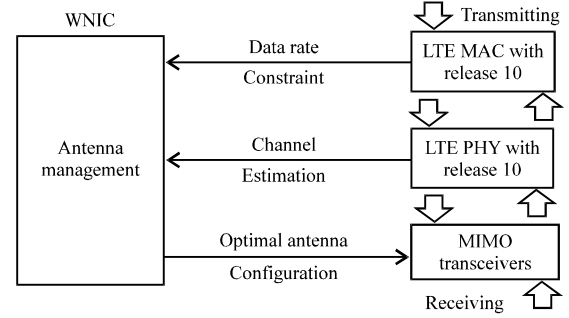 WNIC
Transmitting
Data rate
Constraint
LTE MAC with
release 10
Antenna
management
Channel
Estimation
LTE PHY with
release 10
Optimal antenna
Configuration
MIMO
transceivers
Receiving